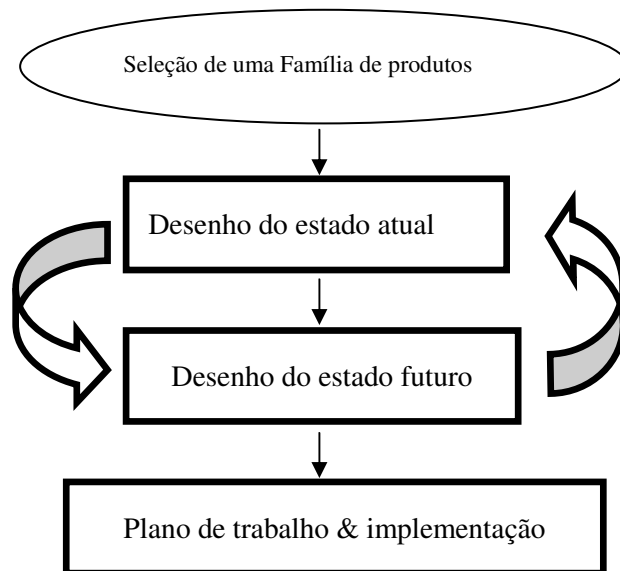 Seleção de uma Família de produtos
Desenho do estado atual
Desenho do estado futuro
Plano de trabalho & implementação